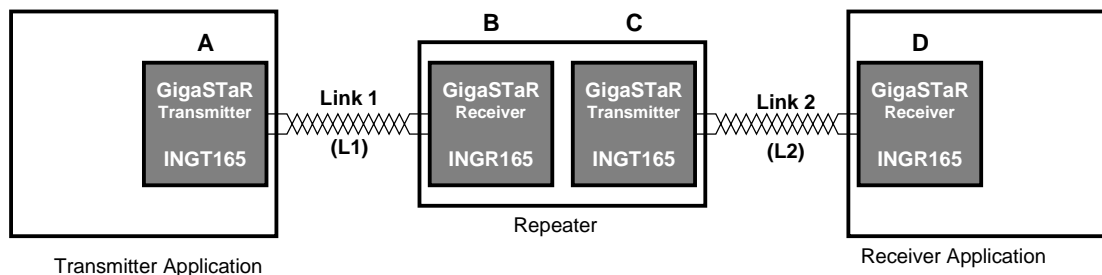 A
B
C
D
GigaSTaR
Transmitter
INGT165
Link 1
(L1)
GigaSTaR
Receiver
INGR165
GigaSTaR
Transmitter
INGT165
Link 2
(L2)
GigaSTaR
Receiver
INGR165
Repeater
Transmitter Application
Receiver Application